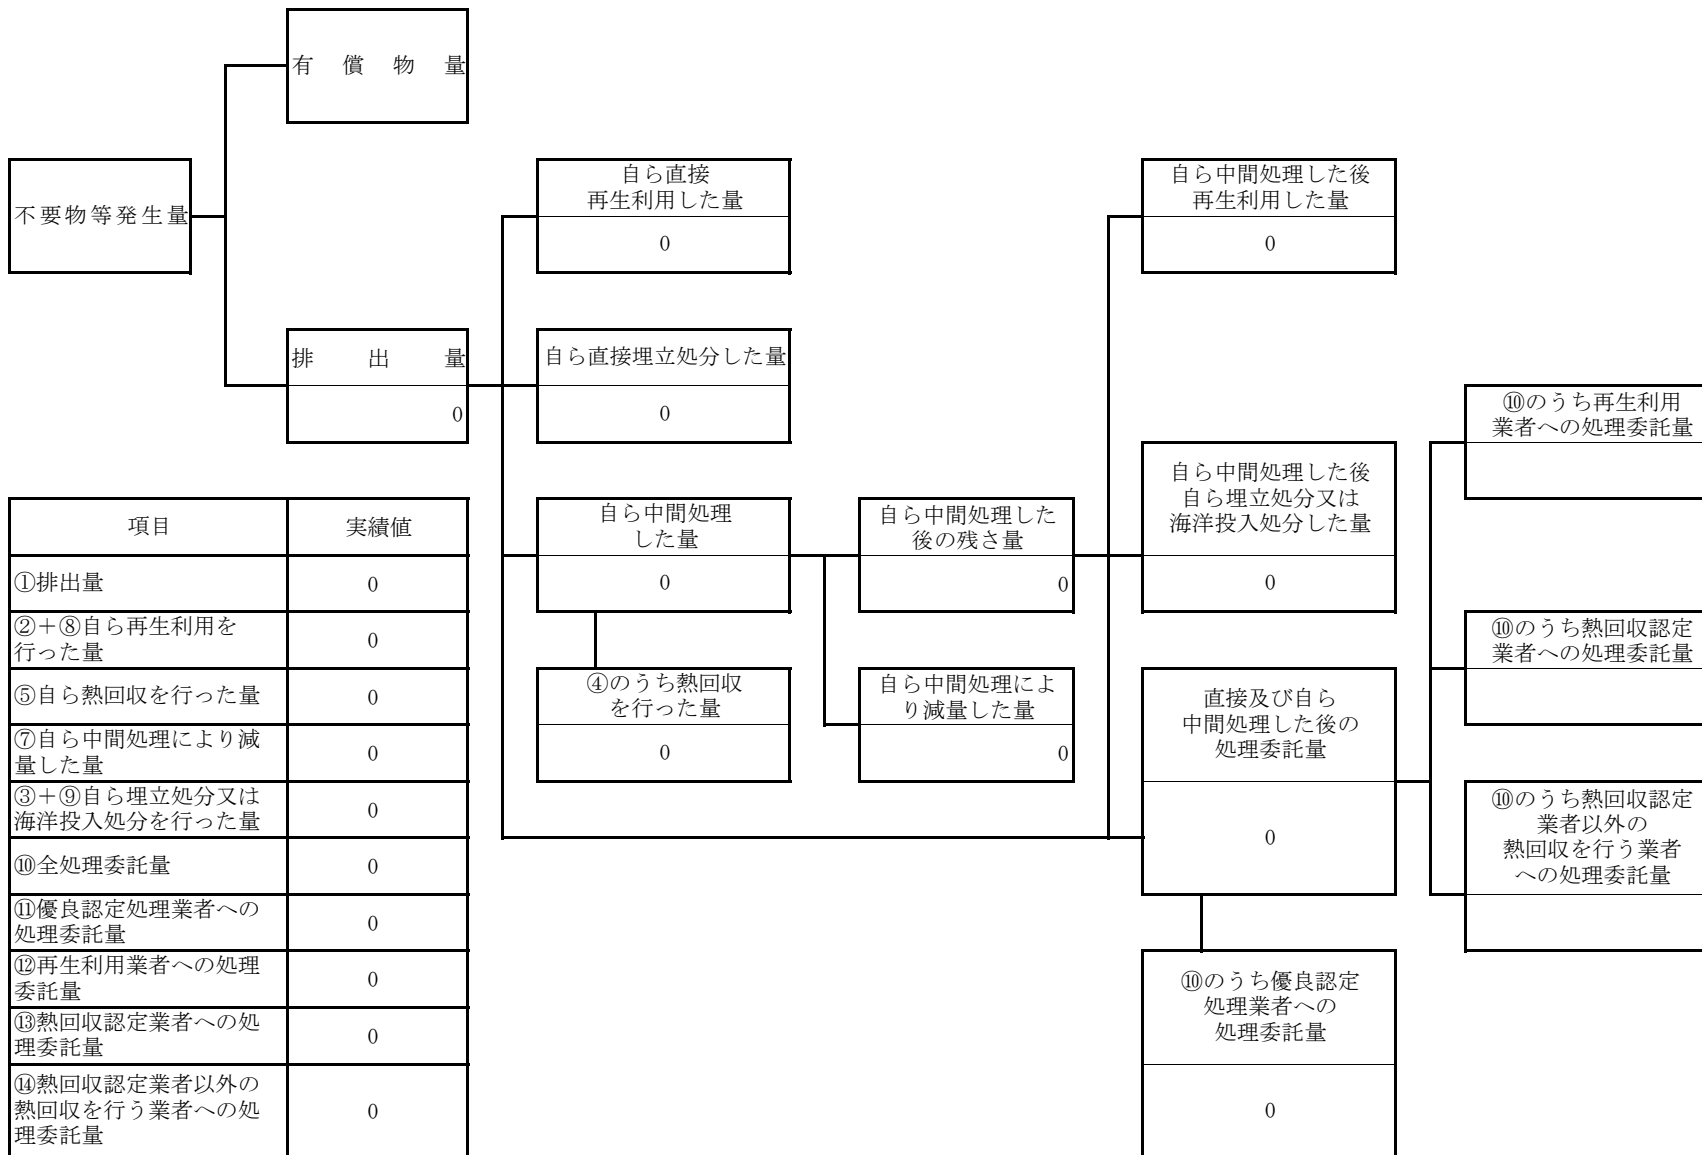 有償物量
不要物等発生量
自ら直接
再生利用した量
0
自ら中間処理した後
再生利用した量
0
排出量
0
自ら直接埋立処分した量
0
⑩のうち再生利用
業者への処理委託量
自ら中間処理した後
自ら埋立処分又は
海洋投入処分した量
0
自ら中間処理
した量
0
自ら中間処理した
後の残さ量
0
⑩のうち熱回収認定
業者への処理委託量
④のうち熱回収
を行った量
0
自ら中間処理によ
り減量した量
0
直接及び自ら
中間処理した後の
処理委託量
0
⑩のうち熱回収認定
業者以外の
熱回収を行う業者
への処理委託量
⑩のうち優良認定
処理業者への
処理委託量
0
項目 実績値
①排出量 0
②+⑧自ら再生利用を
行った量 0
⑤自ら熱回収を行った量 0
⑦自ら中間処理により減
量した量 0
③+⑨自ら埋立処分又は
海洋投入処分を行った量 0
⑩全処理委託量 0
⑪優良認定処理業者への
処理委託量 0
⑫再生利用業者への処理
委託量 0
⑬熱回収認定業者への処
理委託量 0
⑭熱回収認定業者以外の
熱回収を行う業者への処 0
理委託量